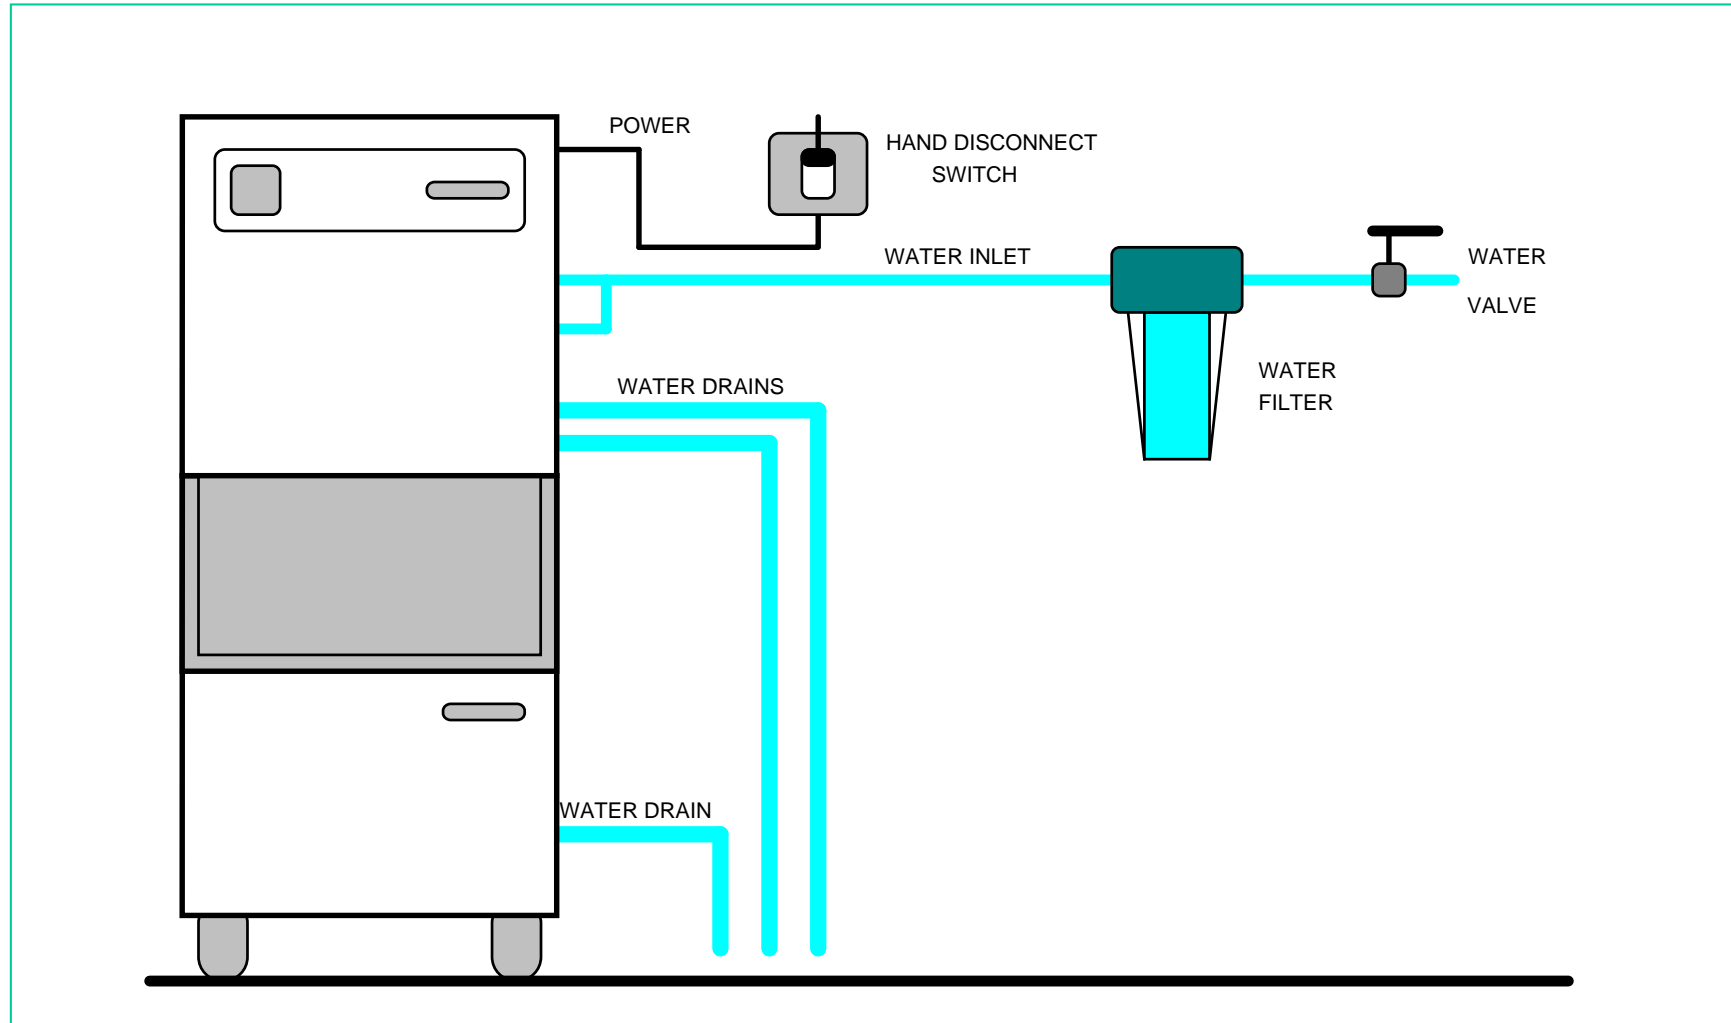 POWER
HAND DISCONNECT
SWITCH
WATER INLET
WATER
VALVE
WATER
FILTER
WATER DRAINS
WATER DRAIN